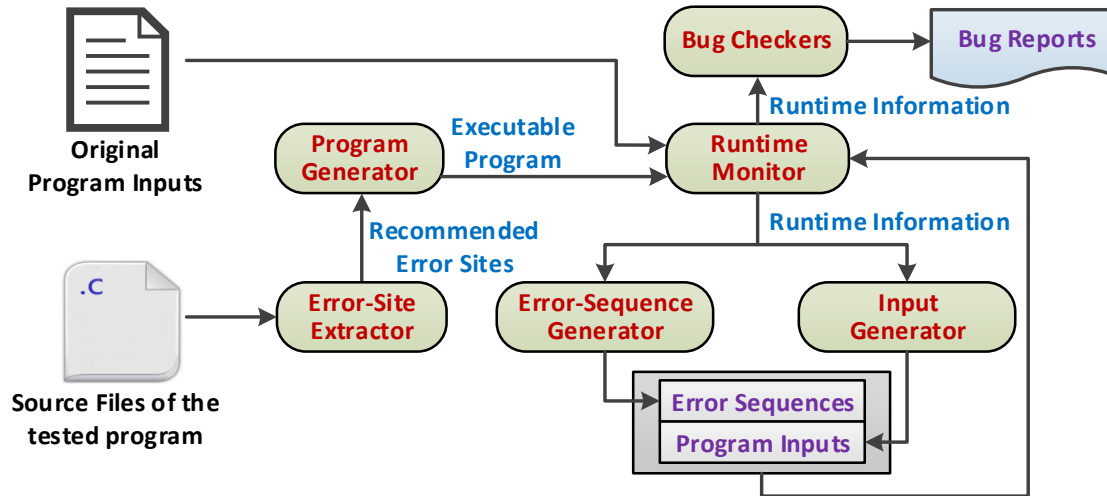 Original
Program Inputs
.C
Source Files of the
tested program
Error-Site
Extractor
Recommended
Error Sites
Program
Generator
Executable
Program
Runtime
Monitor
Runtime Information
Bug Checkers
Bug Reports
Runtime Information
Error-Sequence
Generator
Input
Generator
Error Sequences
Program Inputs